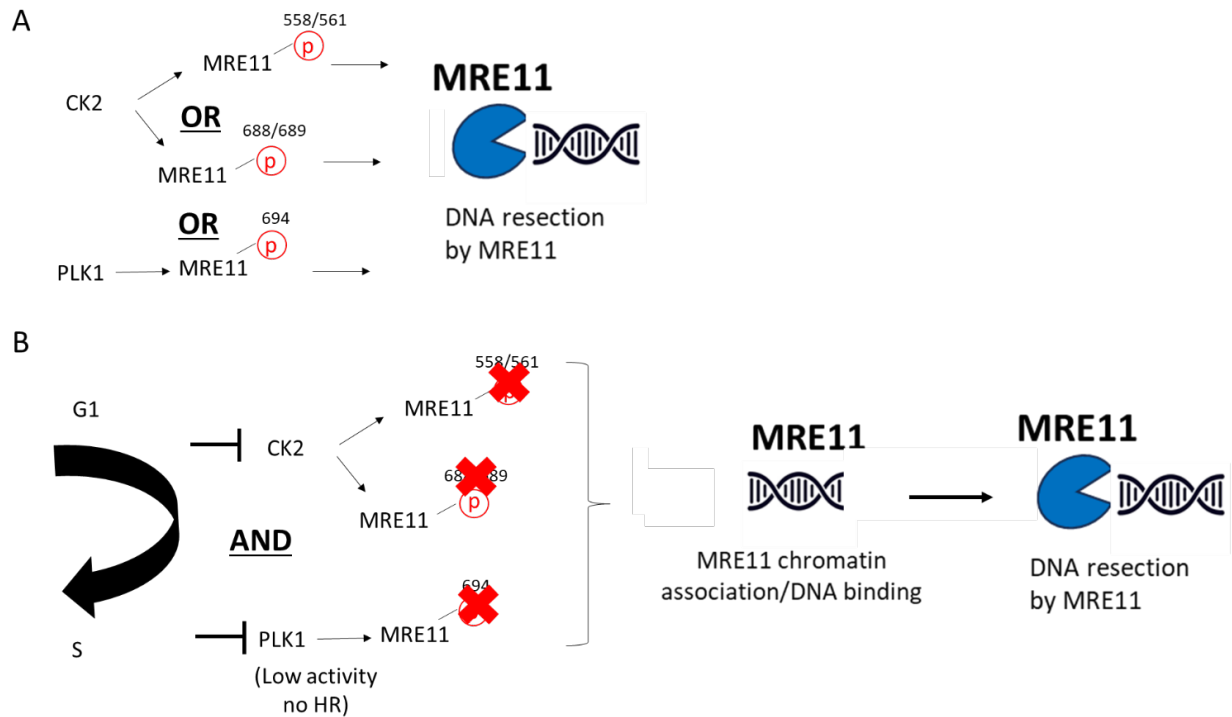 A
558/561
p
MRE11
CK2
OR
688/689
p
MRE11
OR
694
p
MRE11
PLK1
MRE11
DNA resection
by MRE11
B
G1
S
558/561
MRE11
CK2
p
MRE11
AND
694
MRE11
PLK1
(Low activity
no HR)
MRE11
MRE11 chromatin
association/DNA binding
MRE11
DNA resection
by MRE11